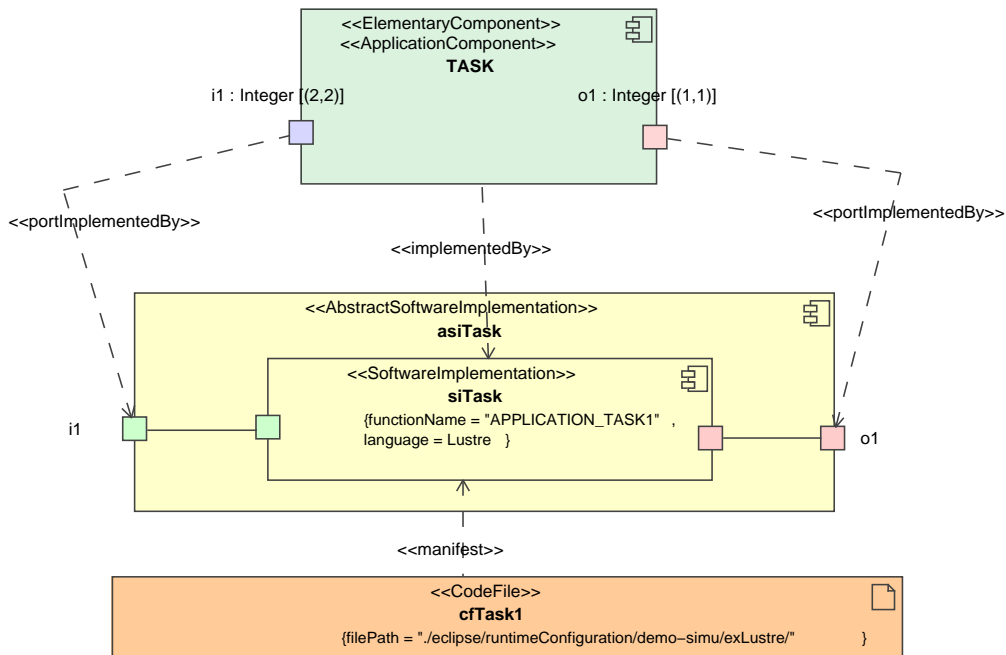 <<ElementaryComponent>>
<<ApplicationComponent>>
TASK
i1 : Integer [(2,2)]
o1 : Integer [(1,1)]
<<portImplementedBy>>
<<portImplementedBy>>
<<implementedBy>>
<<AbstractSoftwareImplementation>>
asiTask
<<SoftwareImplementation>>
siTask
{functionName = "APPLICATION_TASK1" ,
language = Lustre }
i1
o1
<<manifest>>
<<CodeFile>>
cfTask1
{filePath = "./eclipse/runtimeConfiguration/demo−simu/exLustre/" }